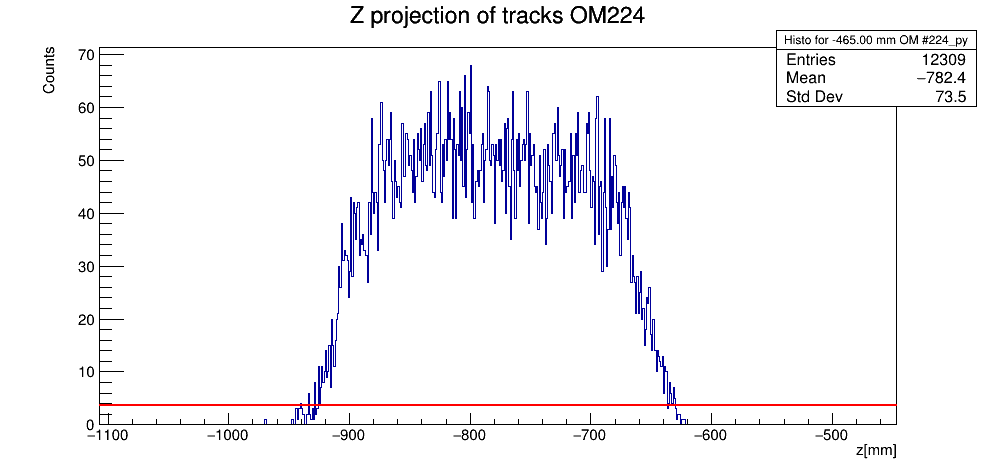 Z projection of tracks OM224
Histo for -465.00 mm OM #224_py
Entries 12309
Mean −782.4
Std Dev 73.5
Counts
70
60
50
40
30
20
10
0
−1100 −1000 −900 −800 −700 −600 −500
z[mm]